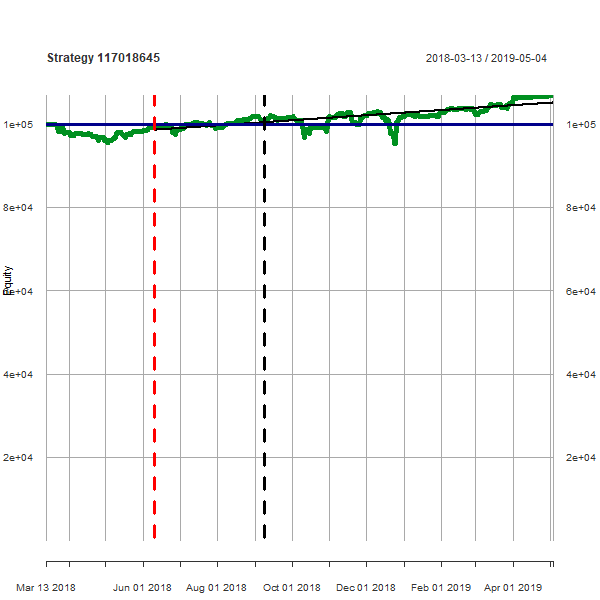 Strategy 117018645
2018-03-13 / 2019-05-04
1e+05
1e+05
8e+04
8e+04
Equity
6e+04
6e+04
4e+04
4e+04
2e+04
2e+04
Mar 13 2018
Jun 01 2018
Aug 01 2018
Oct 01 2018
Dec 01 2018
Feb 01 2019
Apr 01 2019